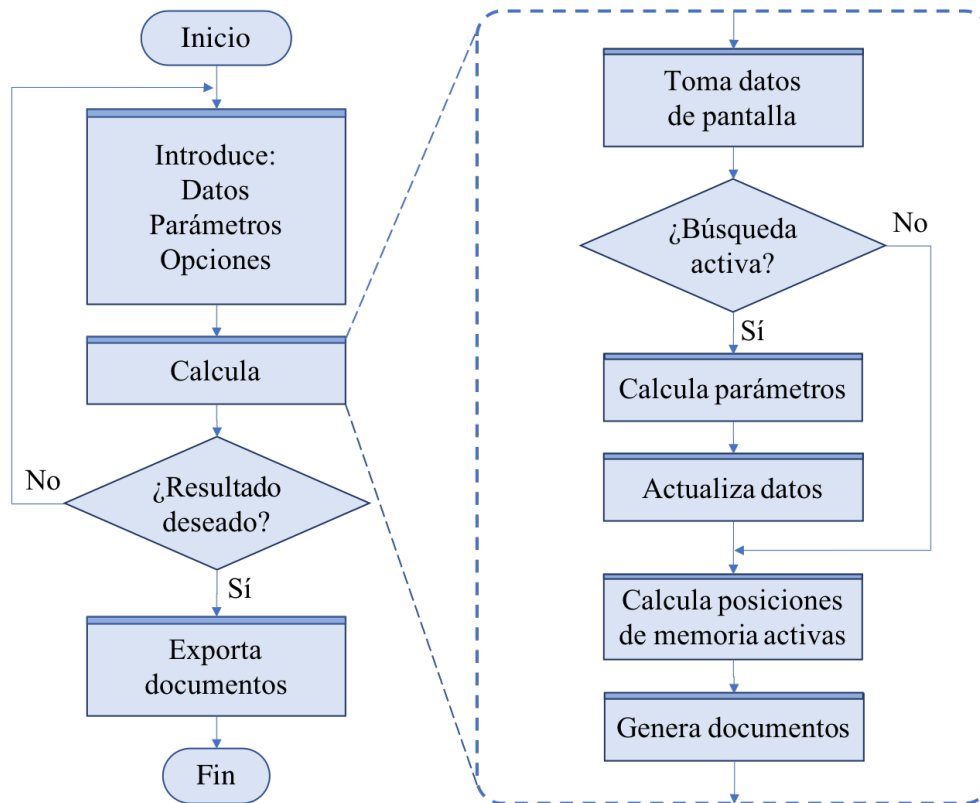 Inicio
Introduce:
Datos
Parámetros
Opciones
Calcula
No
¿Resultado
deseado?
Sí
Exporta
documentos
Fin
Toma datos
de pantalla
¿Búsqueda
activa?
No
Sí
Calcula parámetros
Actualiza datos
Calcula posiciones
de memoria activas
Genera documentos